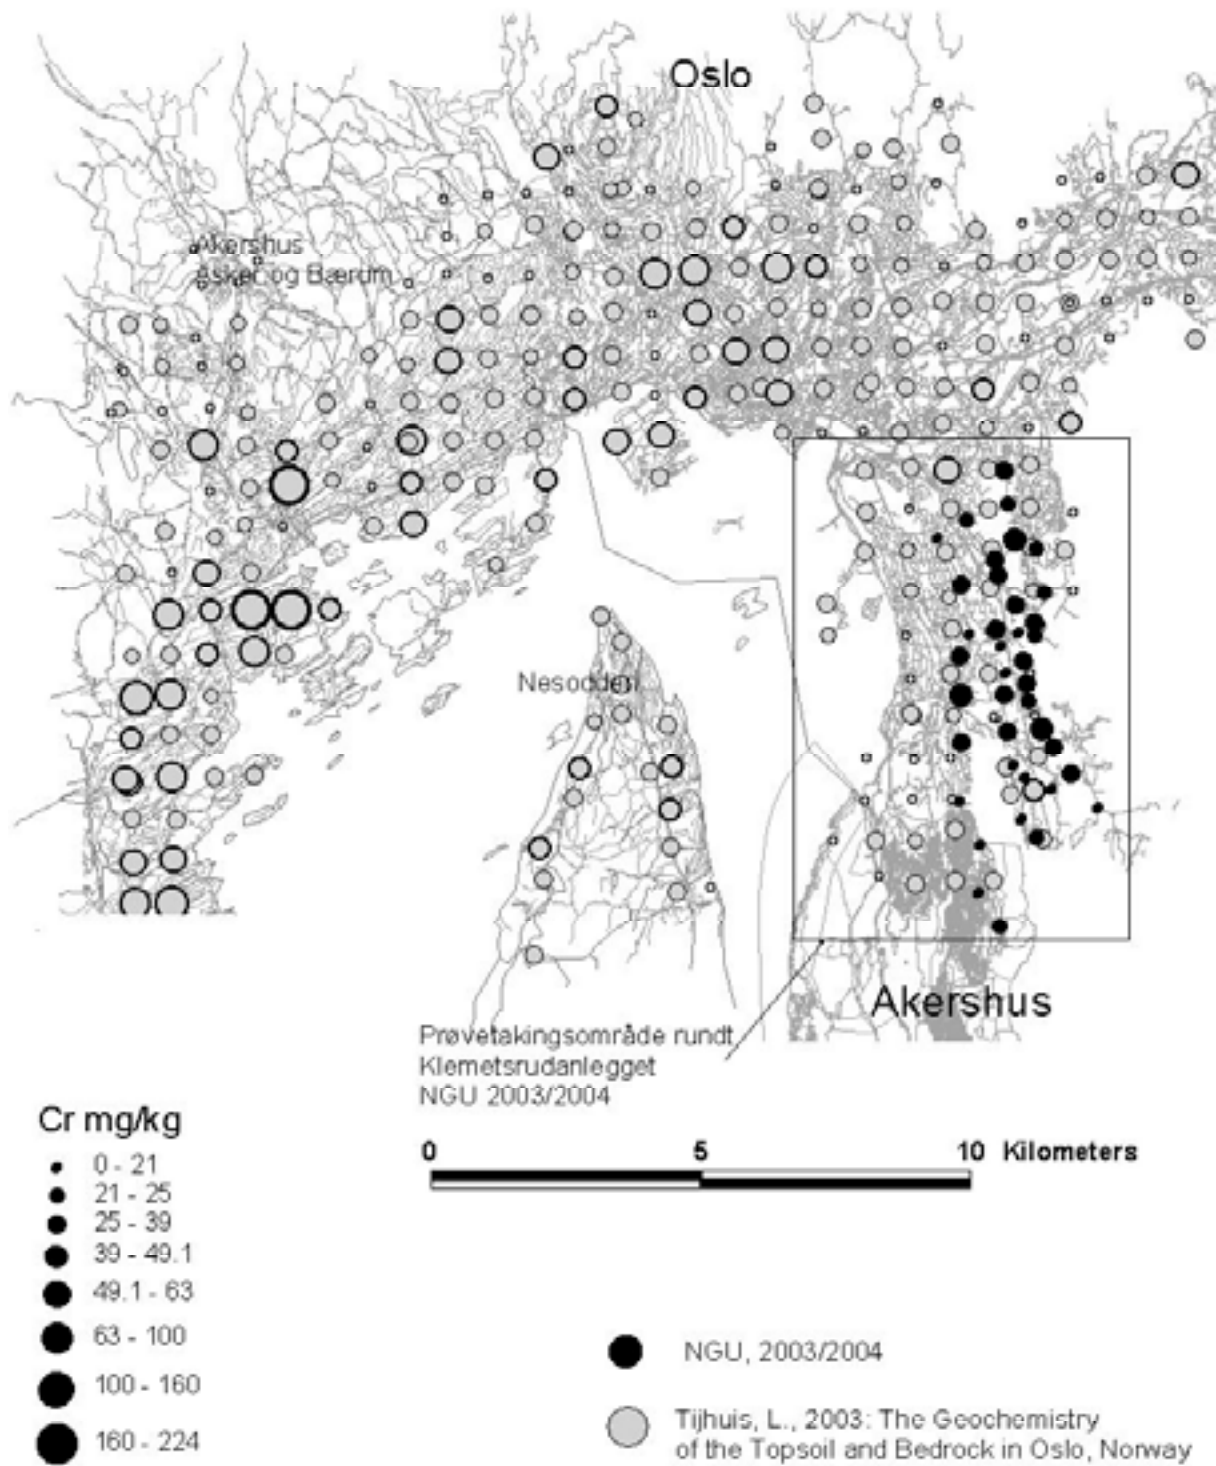 Oslo
Akershus
Asker og Bærum
Nesodden
Akershus
Prøvetakingsområde rundt
Klemetsrudanlegget
NGU 2003/2004
Cr mg/kg
0 - 21
21 - 25
25 - 39
39 - 49.1
49.1 - 63
63 - 100
100 - 160
160 - 224
0 5 10 Kilometers
NGU, 2003/2004
Tijhuis, L., 2003: The Geochemistry
of the Topsoil and Bedrock in Oslo, Norway